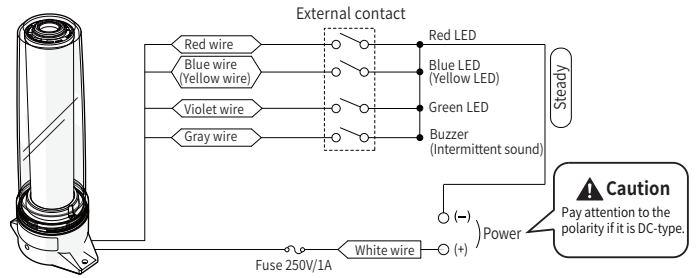 External contact
Red wire
Red LED
Blue wire
(Yellow wire)
Blue LED
(Yellow LED)
Violet wire
Green LED
Gray wire
Buzzer
(Intermittent sound)
Steady
(−)
Power
(+)
White wire
Fuse 250V/1A
Caution
Pay attention to the
polarity if it is DC-type.